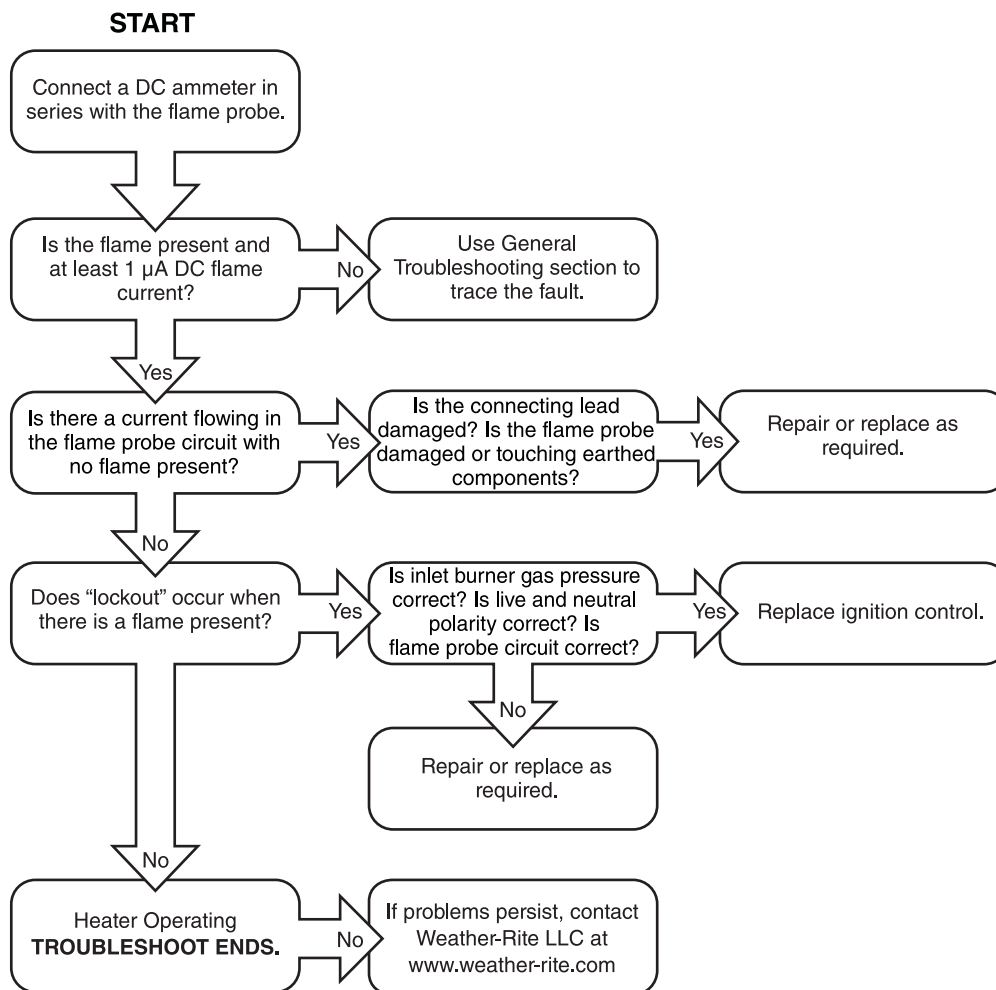 START
Connect a DC ammeter in
series with the flame probe.
Is the flame present and
at least 1 µA DC flame
current?
No
Use General
Troubleshooting section to
trace the fault.
Yes
Is there a current flowing in
the flame probe circuit with
no flame present?
Yes
Is the connecting lead
damaged? Is the flame probe
damaged or touching earthed
components?
Yes
Repair or replace as
required.
No
Does “lockout” occur when
there is a flame present?
Yes
Is inlet burner gas pressure
correct? Is live and neutral
polarity correct? Is
flame probe circuit correct?
Yes
Replace ignition control.
No
Repair or replace as
required.
No
Heater Operating
TROUBLESHOOT ENDS.
No
If problems persist, contact
Weather-Rite LLC at
www.weather-rite.com